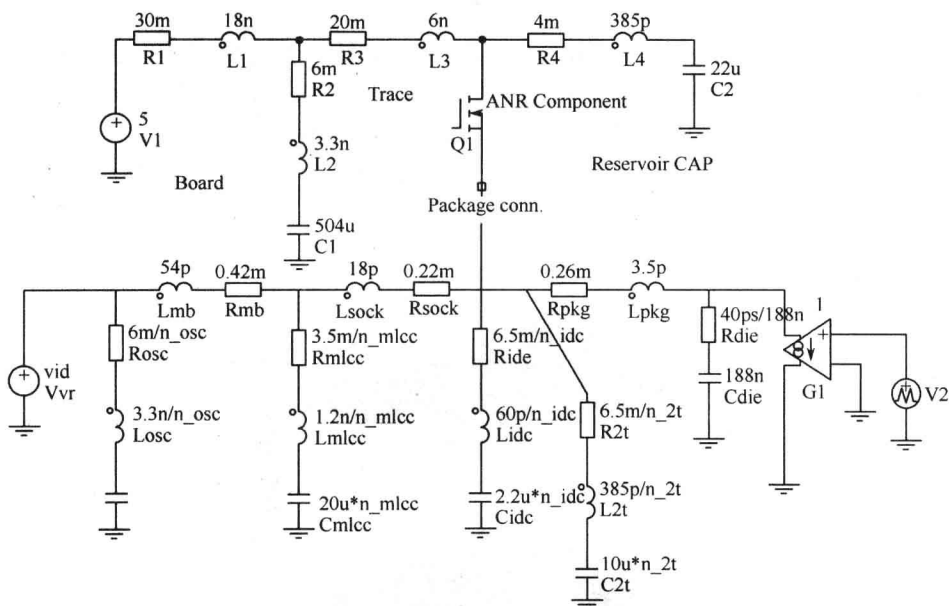 30m
R1
18n
L1
20m
R3
6n
L3
4m
R4
385p
L4
22u
C2
6m
R2
Trace
ANR Component
Q1
5
V1
3.3n
L2
Reservoir CAP
Board
Package conn.
504u
C1
54p
Lmb
0.42m
Rmb
18p
Lsock
0.22m
Rsock
0.26m
Rpkg
3.5p
Lpkg
40ps/188n
Rdie
1
G1
V2
6m/n_osc
Rosc
3.5m/n_mlcc
Rmlcc
6.5m/n_idc
Ride
188n
Cdie
vid
Vvr
3.3n/n_osc
Losc
1.2n/n_mlcc
Lmlcc
60p/n_idc
Lidc
6.5m/n_2t
R2t
20u*n_mlcc
Cmlcc
2.2u*n_idc
Cidc
385p/n_2t
L2t
10u*n_2t
C2t